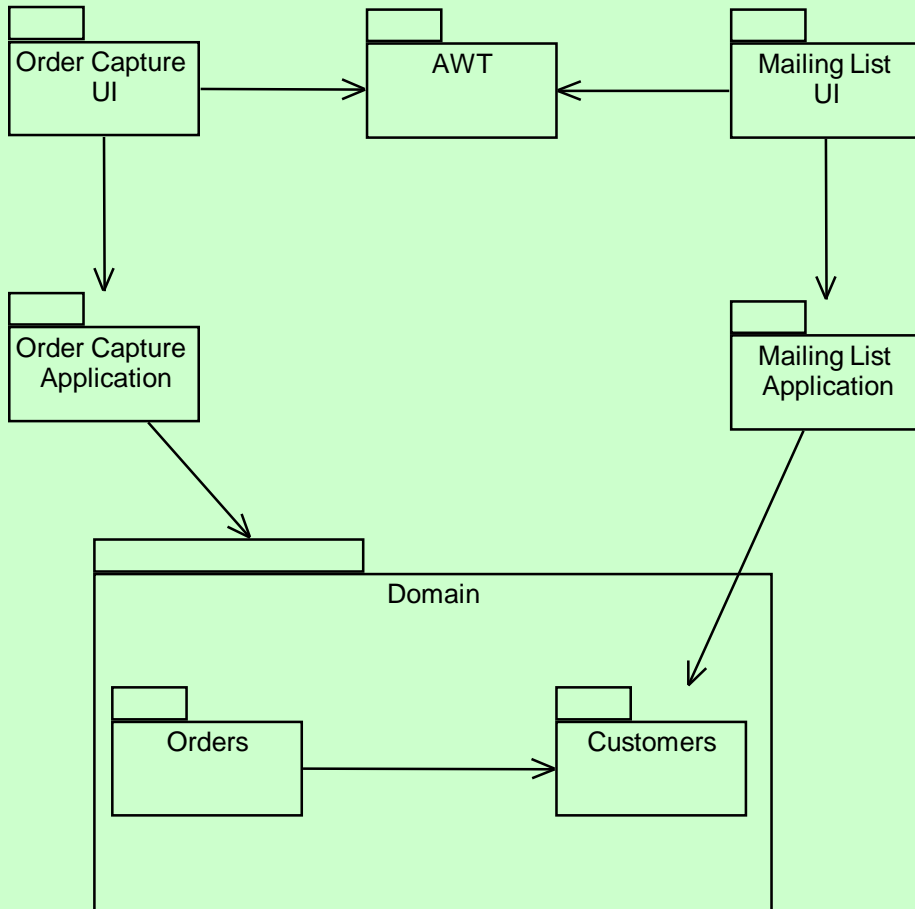 Order Capture
UI
AWT
Mailing List
UI
Order Capture
Application
Mailing List
Application
Domain
Orders
Customers